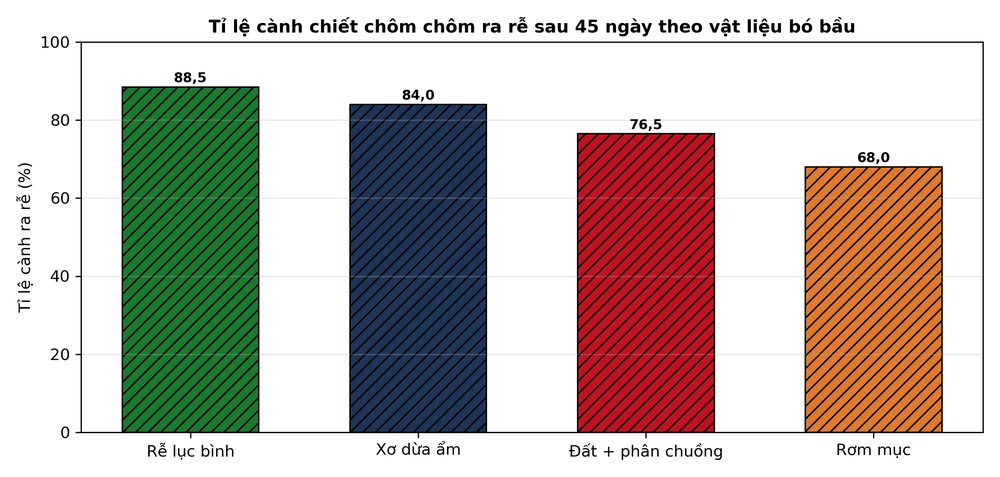 Tỉ lệ cành chiết chôm chôm ra rễ sau 45 ngày theo vật liệu bó bầu
Tỉ lệ cành ra rễ (%)
100
80
60
40
20
0
88,5
84,0
76,5
68,0
Rễ lục bình
Xơ dừa ẩm
Đất + phân chuồng
Rơm mục